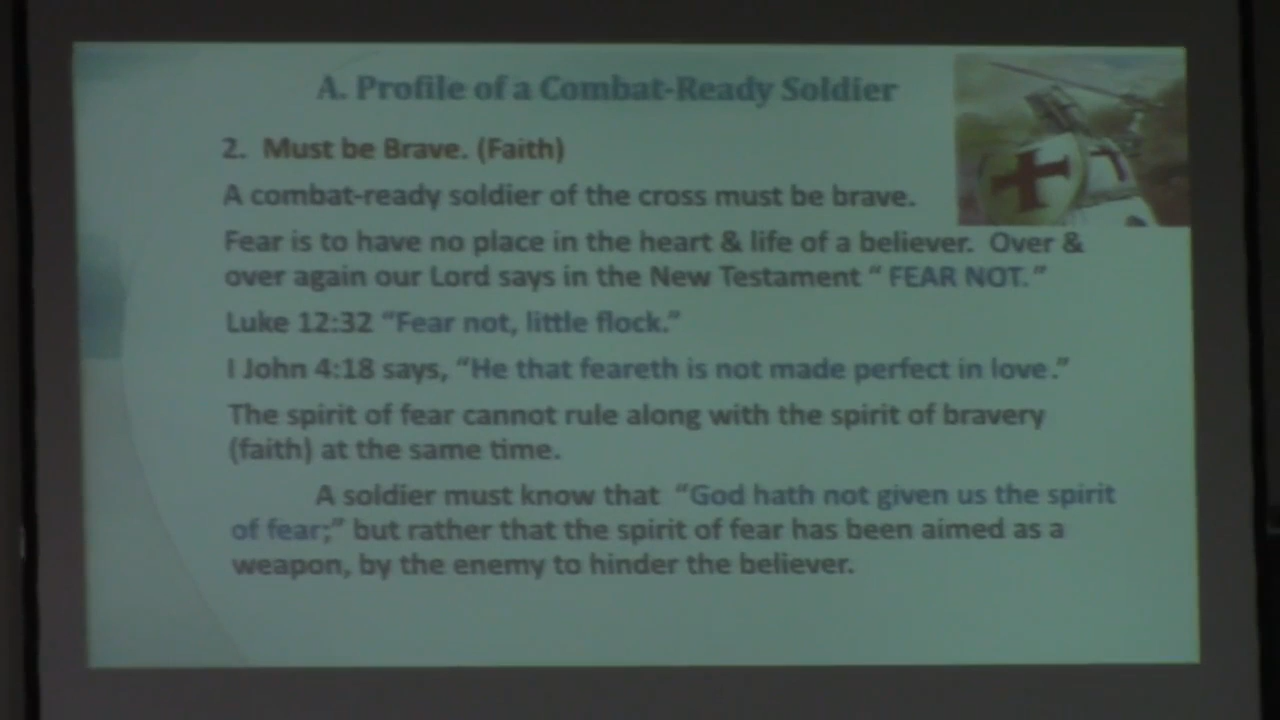 A. Profile of a Combat-Ready Soldier
2. Must be Brave. (Faith)
A combat-ready soldier of the cross must be brave.
Fear is to have no place in the heart & life of a believer. Over &
over again our Lord says in the New Testament “ FEAR NOT.”
Luke 12:32 “Fear not, little flock.”
I John 4:18 says, “He that feareth is not made perfect in love.”
The spirit of fear cannot rule along with the spirit of bravery
(faith) at the same time.
A soldier must know that “God hath not given us the spirit
of fear;” but rather that the spirit of fear has been aimed as a
weapon, by the enemy to hinder the believer.